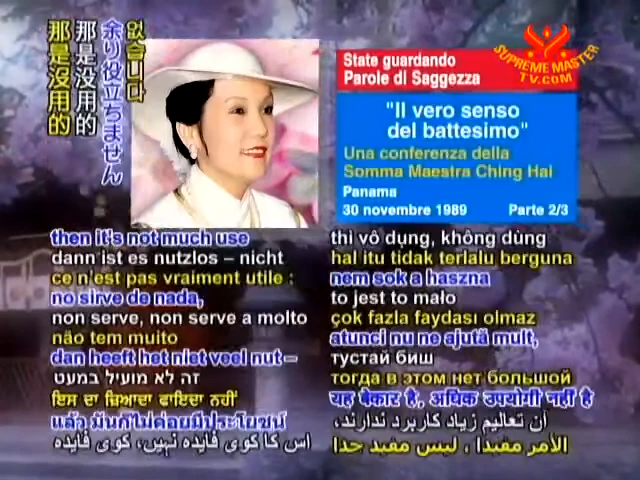 없습니다
余り役立ちません
那是没用的
那是沒用的
State guardando
Parole di Saggezza
SUPREME MASTER
TV.COM
"Il vero senso
del battesimo"
Una conferenza della
Somma Maestra Ching Hai
Panama
30 novembre 1989 Parte 2/3
then it's not much use
dann ist es nutzlos – nicht
ce n'est pas vraiment utile :
no sirve de nada,
non serve, non serve a molto
não tem muito
dan heeft het niet veel nut –
זה לא מועיל במעט
ਇਸ ਦਾ ਜ਼ਿਆਦਾ ਫਾਇਦਾ ਨਹੀਂ
แล้ว มันก็ไม่ค่อยมีประโยชน์
اس کا کوی فایدہ نہیں، کوی فایدہ
thì vô dụng, không dùng
hal itu tidak terlalu berguna
nem sok a haszna
to jest to mało
çok fazla faydası olmaz
atunci nu ne ajută mult,
тустай биш
тогда в этом нет большой
यह बेकार है, अधिक उपयोगी नहीं है
آن تعالیم زیاد کاربرد ندارند،
الأمر مفيدا ، ليس مفيد جدا